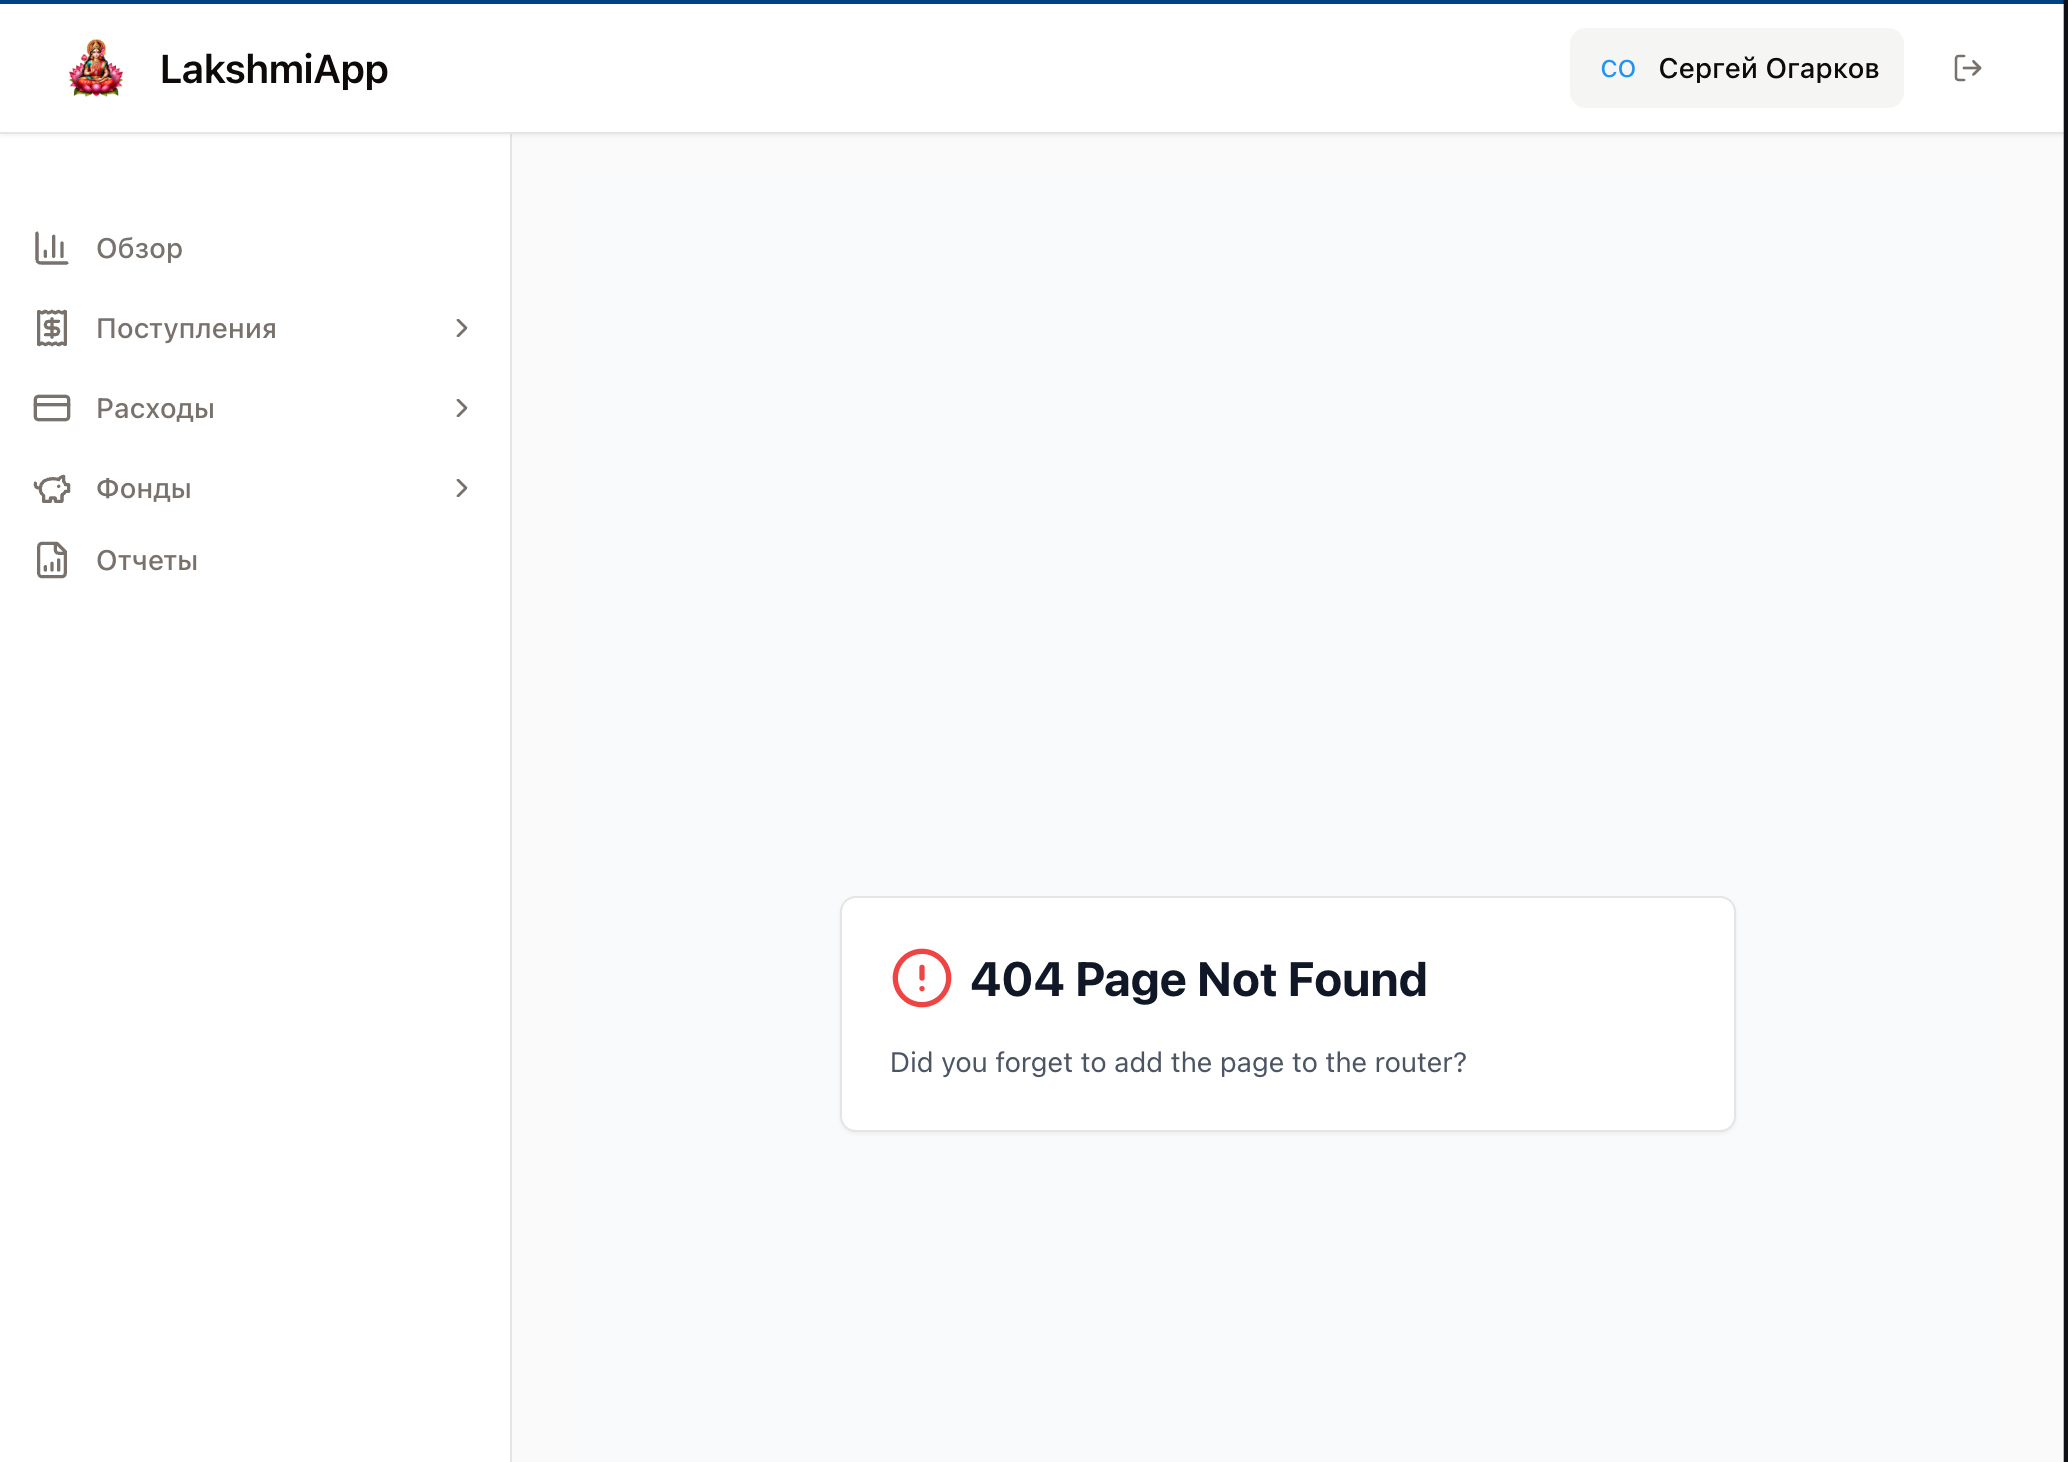 LakshmiApp
СО Сергей Огарков
Обзор
Поступления
Расходы
Фонды
Отчеты
404 Page Not Found
Did you forget to add the page to the router?